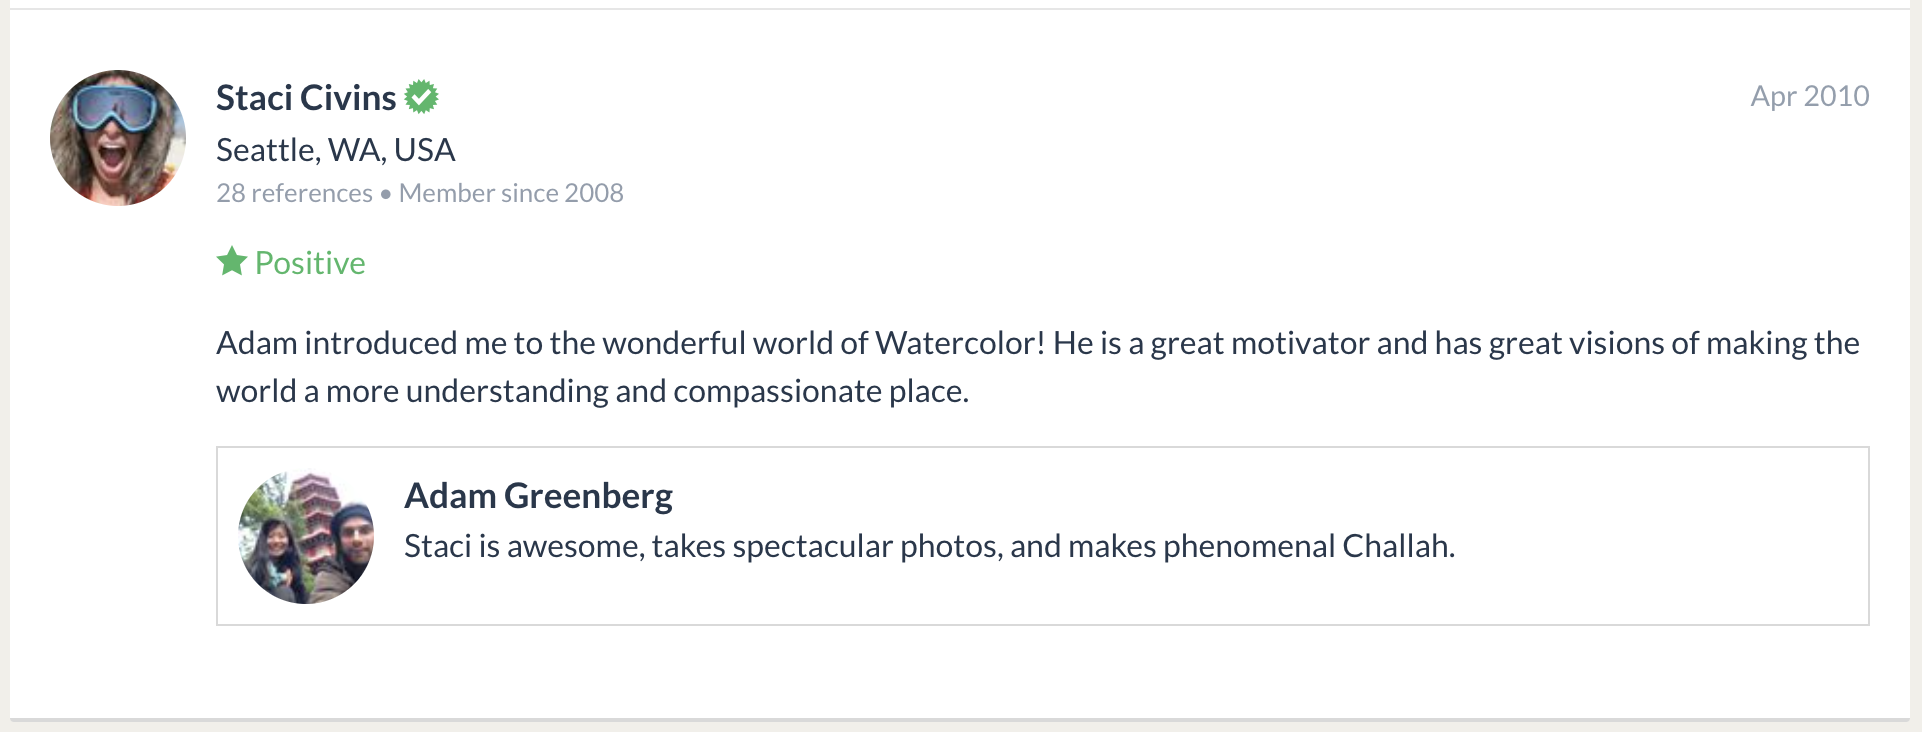 Staci Civins
Apr 2010
Seattle, WA, USA
28 references • Member since 2008
Positive
Adam introduced me to the wonderful world of Watercolor! He is a great motivator and has great visions of making the
world a more understanding and compassionate place.
Adam Greenberg
Staci is awesome, takes spectacular photos, and makes phenomenal Challah.